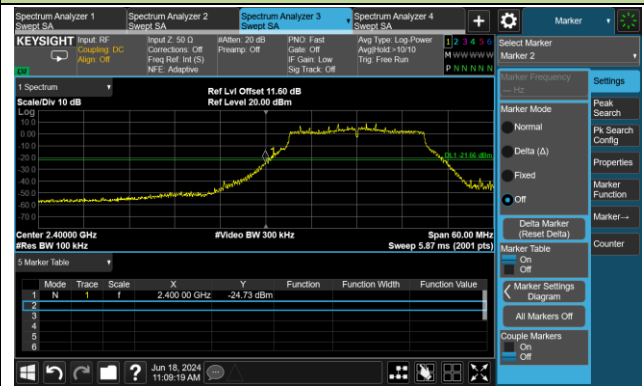 Spectrum Analyzer 1
Swept SA
Spectrum Analyzer 2
Swept SA
Spectrum Analyzer 3
Swept SA
Spectrum Analyzer 4
Swept SA
Marker
KEYSIGHT
Input: RF
Coupling: DC
Align: Off
Input Z: 50 Ω
Corrections: Off
Freq Ref: Int (S)
NFE: Adaptive
#Atten: 20 dB
Preamp: Off
PNO: Fast
Gate: Off
IF Gain: Low
Sig Track: Off
Avg Type: Log-Power
Avg|Hold:>10/10
Trig: Free Run
1 2 3 4 5 6
M W W W W W
P N N N N N
LXI
1 Spectrum
Scale/Div 10 dB
Ref Lvl Offset 11.60 dB
Ref Level 20.00 dBm
Log
10.0
0.00
-10.0
-20.0
-30.0
-40.0
-50.0
-60.0
-70.0
1
DL1 -21.66 dBm
Center 2.40000 GHz
#Video BW 300 kHz
Span 60.00 MHz
#Res BW 100 kHz
Sweep 5.87 ms (2001 pts)
5 Marker Table
Mode Trace Scale X Y Function Function Width Function Value
1 N 1 f 2.400 00 GHz -24.73 dBm
2
3
4
5
6
Jun 18, 2024
11:09:19 AM
Select Marker
Marker 2
Marker Frequency
--- Hz
Marker Mode
Normal
Delta (Δ)
Fixed
Off
Delta Marker
(Reset Delta)
Marker Table
On
Off
Marker Settings
Diagram
All Markers Off
Couple Markers
On
Off
Settings
Peak
Search
Pk Search
Config
Properties
Marker
Function
Marker→
Counter